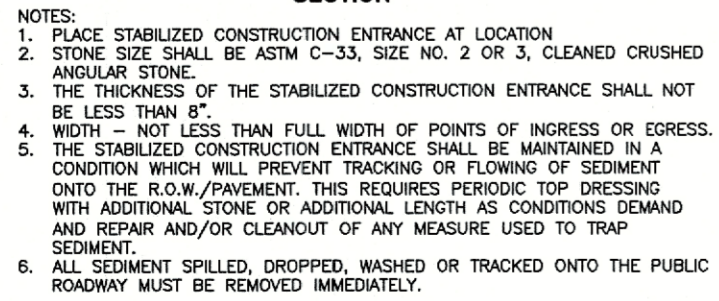 NOTES:
1. PLACE STABILIZED CONSTRUCTION ENTRANCE AT LOCATION
2. STONE SIZE SHALL BE ASTM C-33, SIZE NO. 2 OR 3, CLEANED CRUSHED
ANGULAR STONE.
3. THE THICKNESS OF THE STABILIZED CONSTRUCTION ENTRANCE SHALL NOT
BE LESS THAN 8".
4. WIDTH – NOT LESS THAN FULL WIDTH OF POINTS OF INGRESS OR EGRESS.
5. THE STABILIZED CONSTRUCTION ENTRANCE SHALL BE MAINTAINED IN A
CONDITION WHICH WILL PREVENT TRACKING OR FLOWING OF SEDIMENT
ONTO THE R.O.W./PAVEMENT. THIS REQUIRES PERIODIC TOP DRESSING
WITH ADDITIONAL STONE OR ADDITIONAL LENGTH AS CONDITIONS DEMAND
AND REPAIR AND/OR CLEANOUT OF ANY MEASURE USED TO TRAP
SEDIMENT.
6. ALL SEDIMENT SPILLED, DROPPED, WASHED OR TRACKED ONTO THE PUBLIC
ROADWAY MUST BE REMOVED IMMEDIATELY.